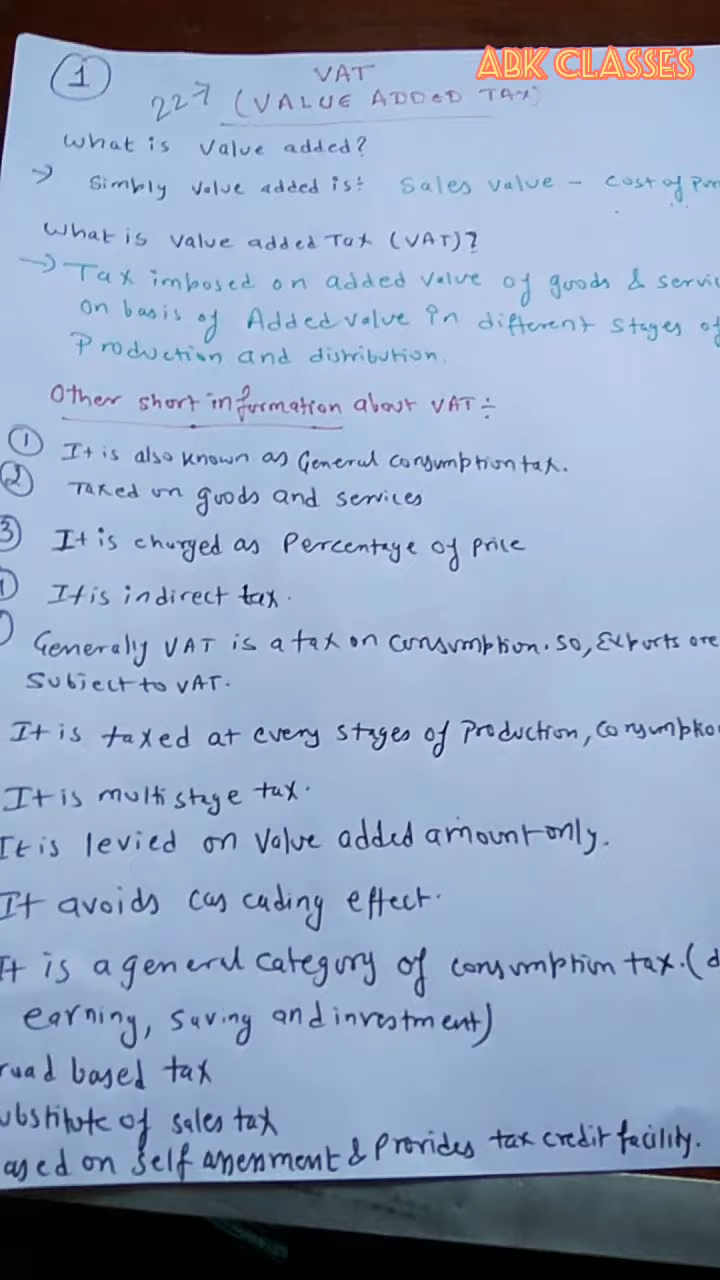 ABK CLASSES
1
VAT
227 (VALUE ADDED TAX)
What is value added?
→ Simbly value added is: Sales value - cost of pur
What is value added Tax (VAT)?
→ Tax imbosed on added value of goods & servic
on basis of Added value in different stages of
Production and distribution.
Other short information about VAT:-
① It is also known as General consumption tax.
② Taxed on goods and services
3 It is charged as Percentage of price
It is indirect tax.
Generally VAT is a tax on consumption. So, Exports are
Subject to VAT.
It is taxed at every stages of Production, Consumptio
It is multistage tax.
It is levied on value added amount only.
It avoids cascading effect.
It is a general category of consumption tax. (d
earning, saving and investment)
road based tax
ubstitute of sales tax
ased on self assessment & provides tax credit facility.